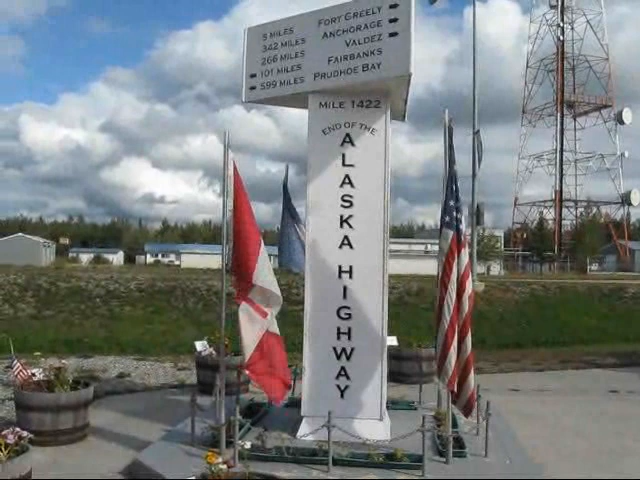 5 MILES FORT GREELY →
342 MILES ANCHORAGE →
266 MILES VALDEZ →
← 101 MILES FAIRBANKS
← 599 MILES PRUDHOE BAY
MILE 1422
END OF THE
ALASKA HIGHWAY